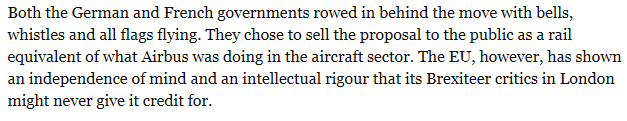 Both the German and French governments rowed in behind the move with bells,
whistles and all flags flying. They chose to sell the proposal to the public as a rail
equivalent of what Airbus was doing in the aircraft sector. The EU, however, has shown
an independence of mind and an intellectual rigour that its Brexiteer critics in London
might never give it credit for.